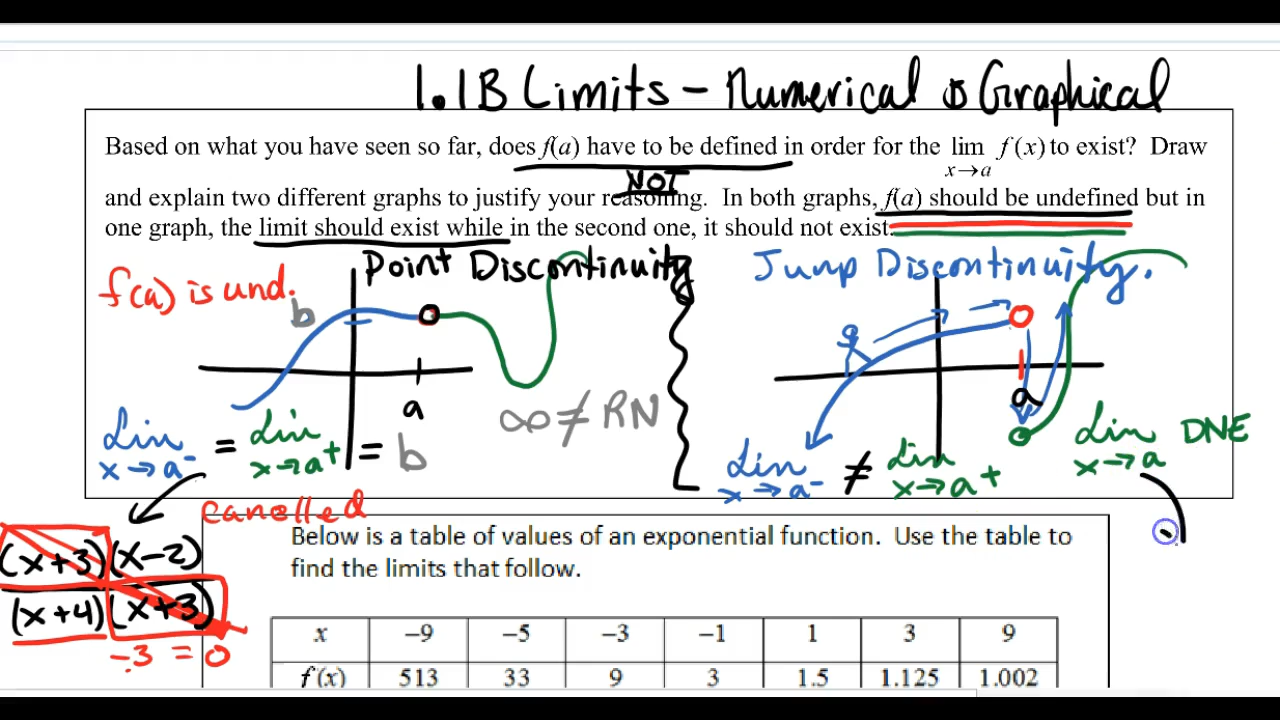 1.1B Limits - Numerical & Graphical
Based on what you have seen so far, does f(a) have to be defined in order for the lim x→a f(x) to exist? Draw
NOT
and explain two different graphs to justify your reasoning. In both graphs, f(a) should be undefined but in
one graph, the limit should exist while in the second one, it should not exist.
Point Discontinuity
Jump Discontinuity.
f(a) is und.
b
a
a
∞ ≠ RN
Lim x→a⁻ = Lim x→a⁺ = b
Lim x→a⁻ ≠ Lim x→a⁺
Lim x→a DNE
canelled
(x+3)(x-2)
(x+4)(x+3)
-3 = 0
Below is a table of values of an exponential function. Use the table to
find the limits that follow.
x −9 −5 −3 −1 1 3 9
f(x) 513 33 9 3 1.5 1.125 1.002